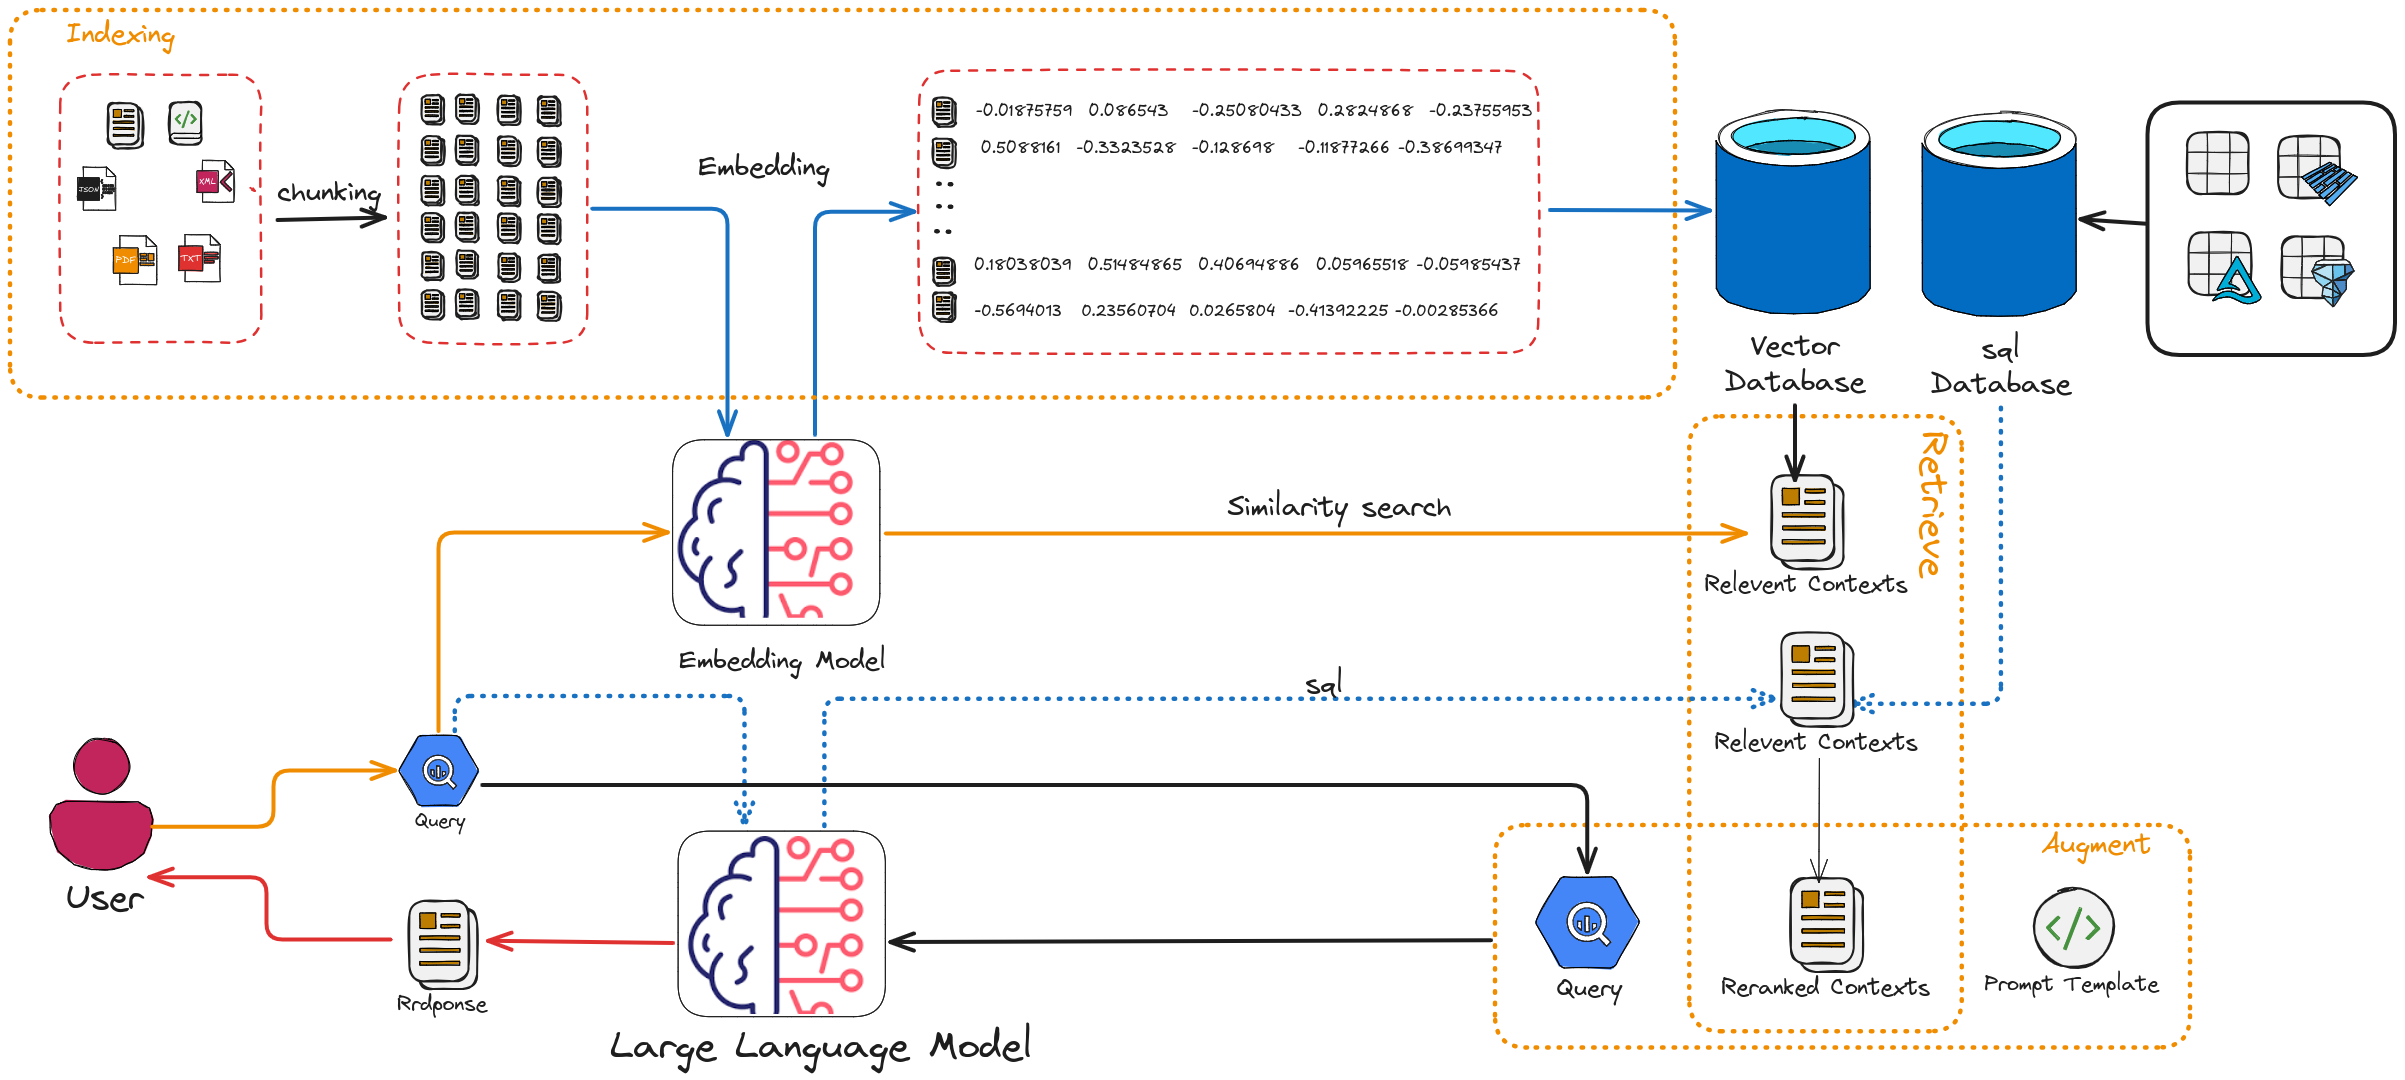 Indexing
JSON
XML
PDF
TXT
chunking
Embedding
-0.01875759 0.086543 -0.25080433 0.2824868 -0.23755953
0.5088161 -0.3323528 -0.128698 -0.11877266 -0.38699347
0.18038039 0.51484865 0.40694886 0.05965518 -0.05985437
-0.5694013 0.23560704 0.0265804 -0.41392225 -0.00285366
Vector
Database
sql
Database
Retrieve
Similarity search
Relevent Contexts
Embedding Model
sql
Relevent Contexts
Query
User
Augment
Query
Reranked Contexts
Prompt Template
Rrdponse
Large Language Model